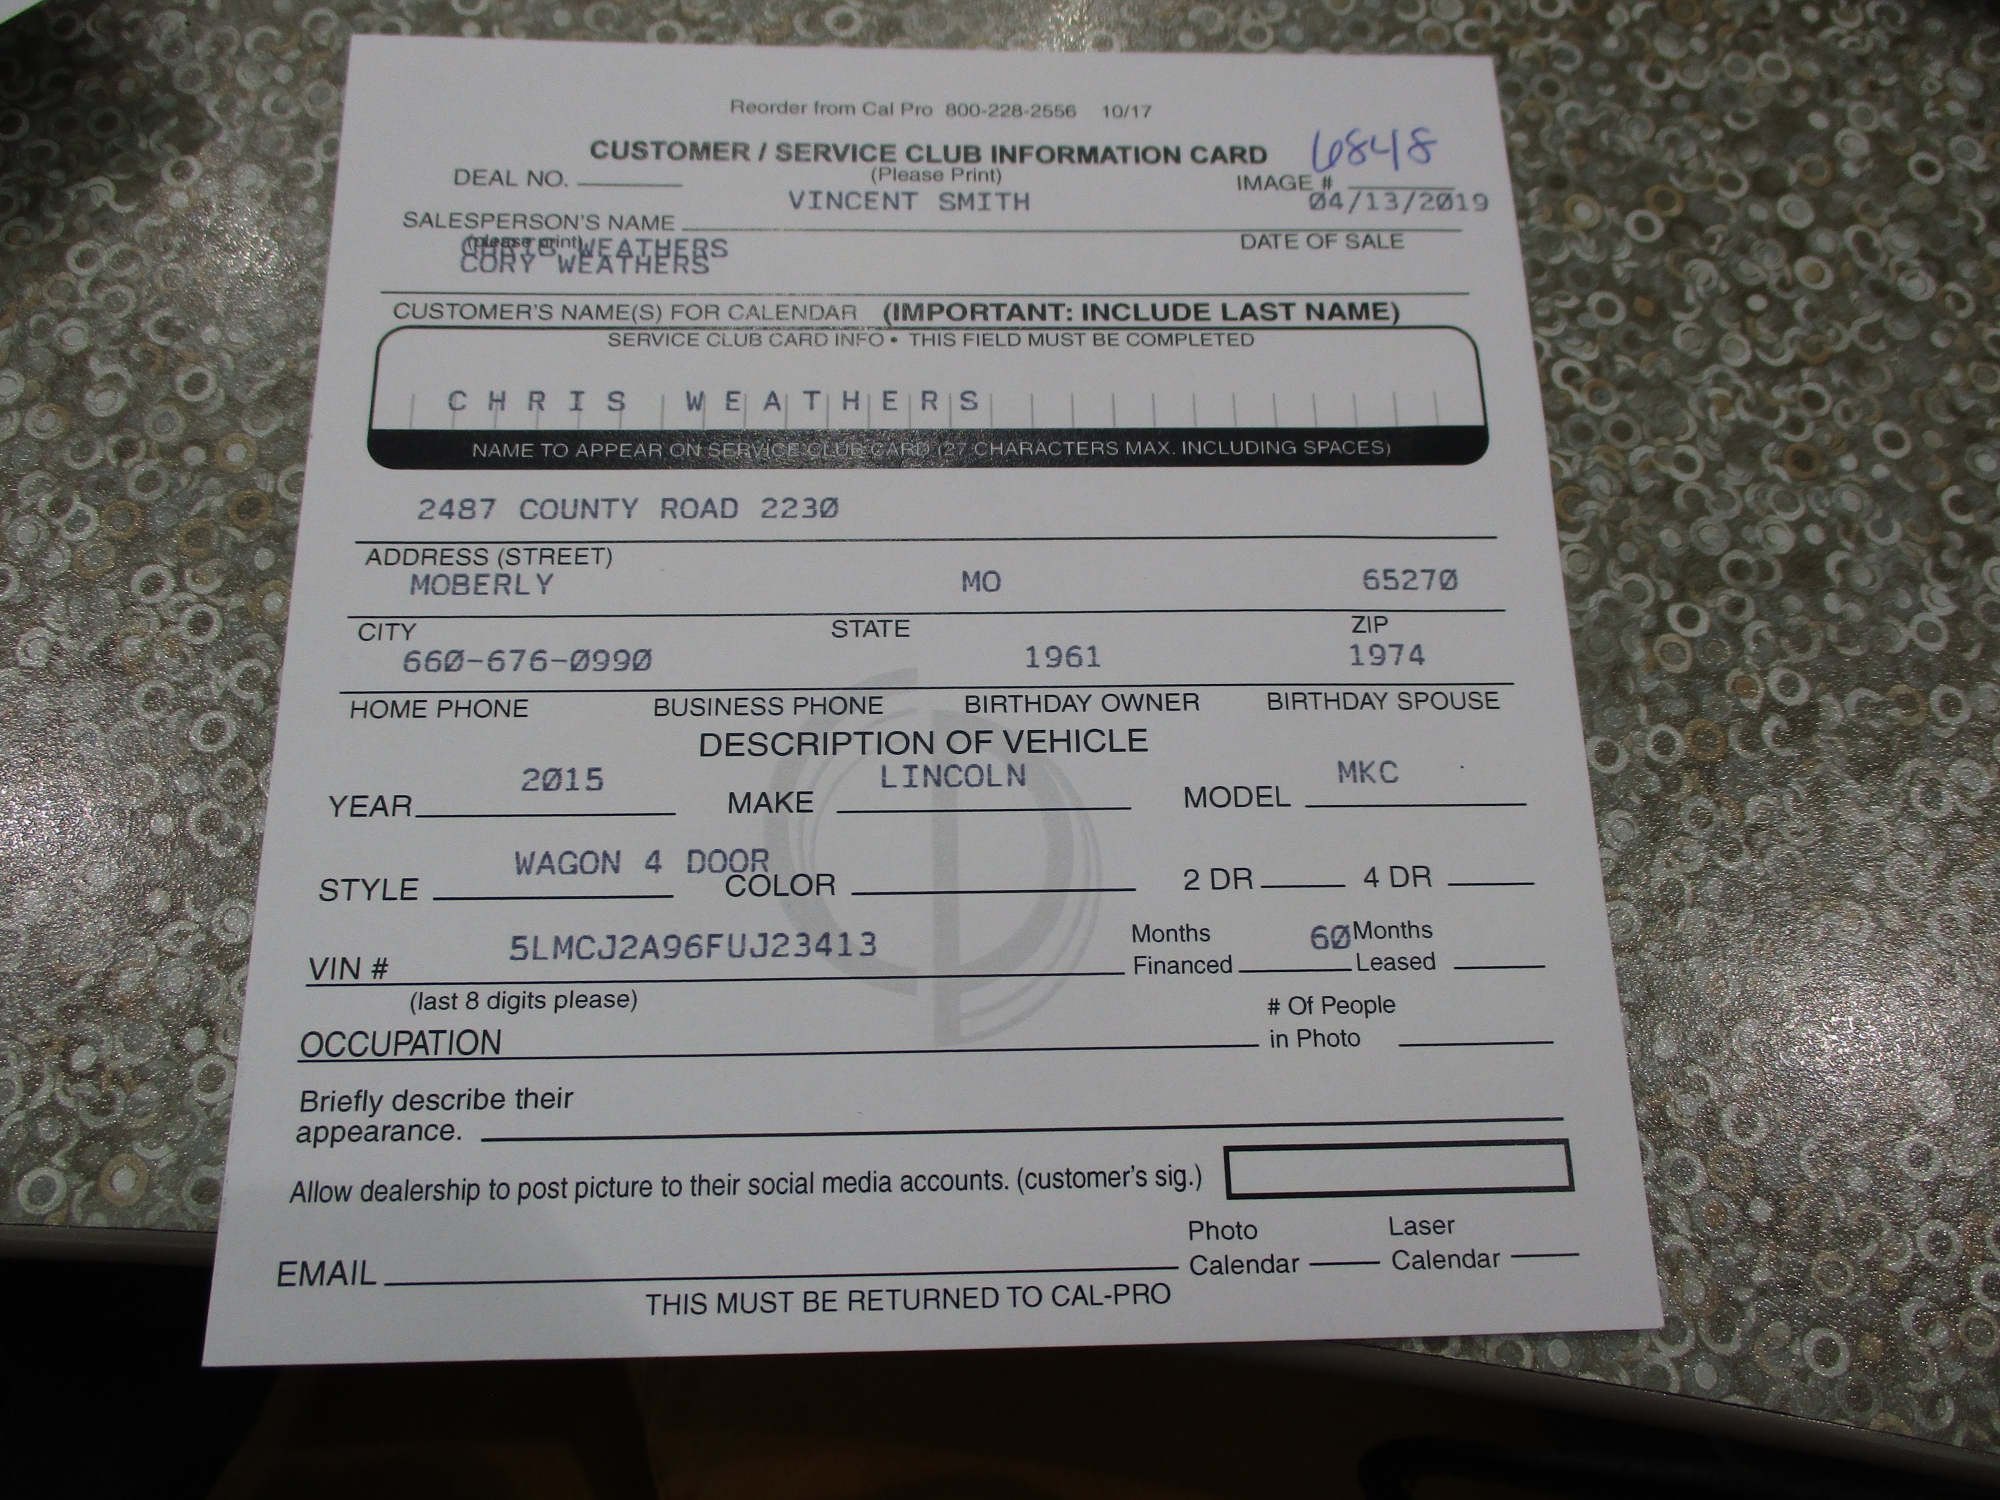 Reorder from Cal Pro 800-228-2556 10/17
CUSTOMER / SERVICE CLUB INFORMATION CARD 6848
DEAL NO. (Please Print) IMAGE #
VINCENT SMITH 04/13/2019
SALESPERSON'S NAME
(please print) DATE OF SALE
CHRIS WEATHERS
CORY WEATHERS
CUSTOMER'S NAME(S) FOR CALENDAR (IMPORTANT: INCLUDE LAST NAME)
SERVICE CLUB CARD INFO • THIS FIELD MUST BE COMPLETED
CHRIS WEATHERS
NAME TO APPEAR ON SERVICE CLUB CARD (27 CHARACTERS MAX. INCLUDING SPACES)
2487 COUNTY ROAD 2230
ADDRESS (STREET)
MOBERLY MO 65270
CITY STATE ZIP
660-676-0990 1961 1974
HOME PHONE BUSINESS PHONE BIRTHDAY OWNER BIRTHDAY SPOUSE
DESCRIPTION OF VEHICLE
2015 LINCOLN MKC
YEAR MAKE MODEL
WAGON 4 DOOR
STYLE COLOR 2 DR 4 DR
5LMCJ2A96FUJ23413 Months 60 Months
VIN # Financed Leased
(last 8 digits please) # Of People
OCCUPATION in Photo
Briefly describe their
appearance.
Allow dealership to post picture to their social media accounts. (customer's sig.)
Photo Laser
EMAIL Calendar Calendar
THIS MUST BE RETURNED TO CAL-PRO